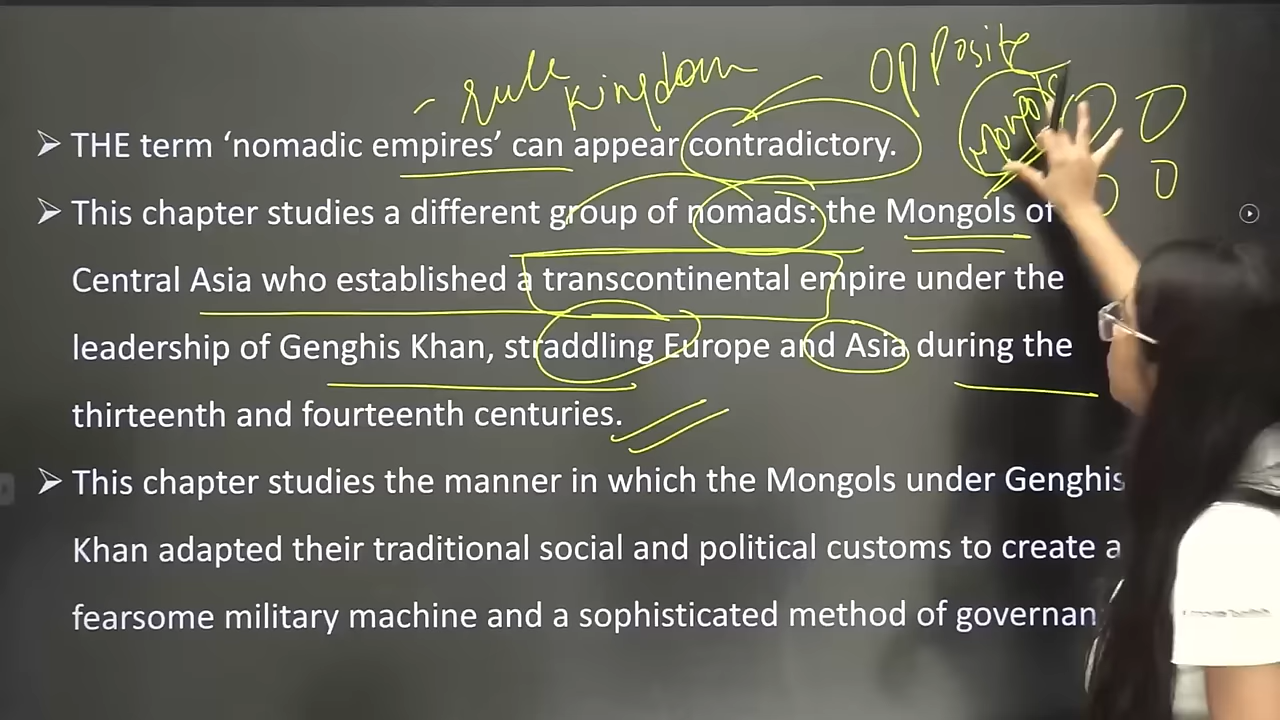 opposite
- rule kingdom
Mongols
➤ THE term ‘nomadic empires’ can appear contradictory.
➤ This chapter studies a different group of nomads: the Mongols of
Central Asia who established a transcontinental empire under the
leadership of Genghis Khan, straddling Europe and Asia during the
thirteenth and fourteenth centuries.
➤ This chapter studies the manner in which the Mongols under Genghis
Khan adapted their traditional social and political customs to create a
fearsome military machine and a sophisticated method of governan